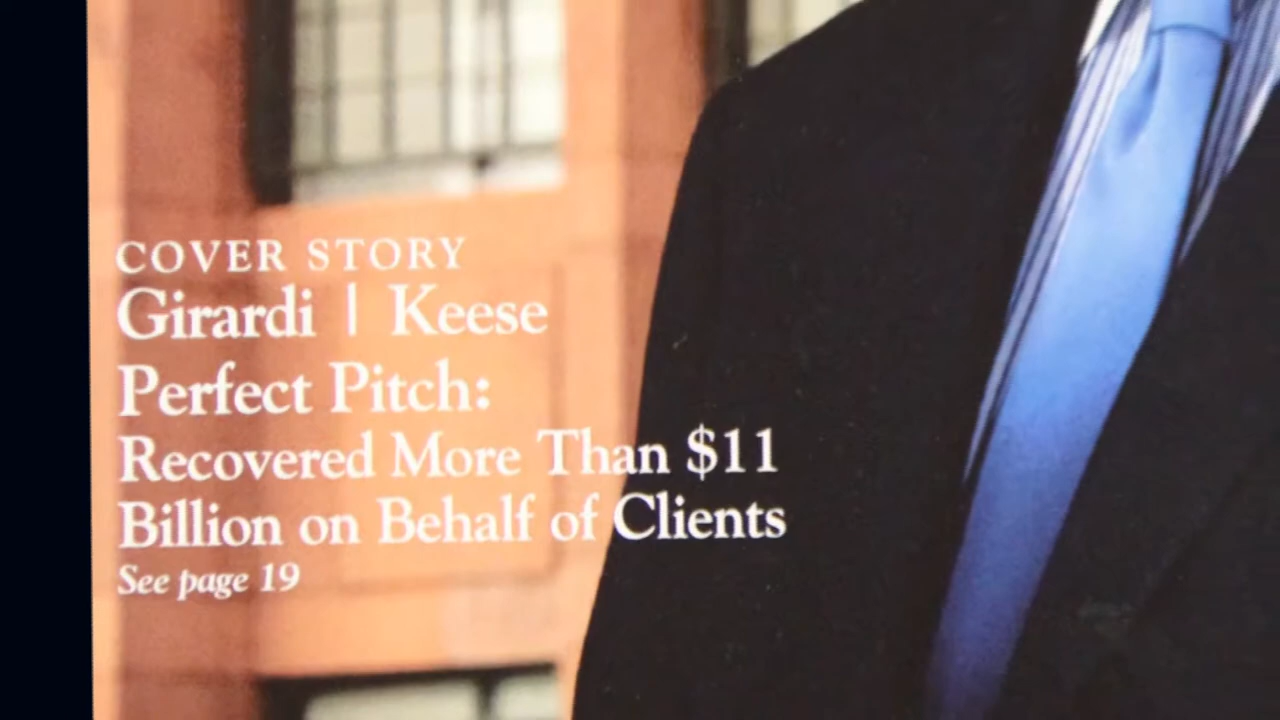 COVER STORY
Girardi | Keese
Perfect Pitch:
Recovered More Than $11
Billion on Behalf of Clients
See page 19